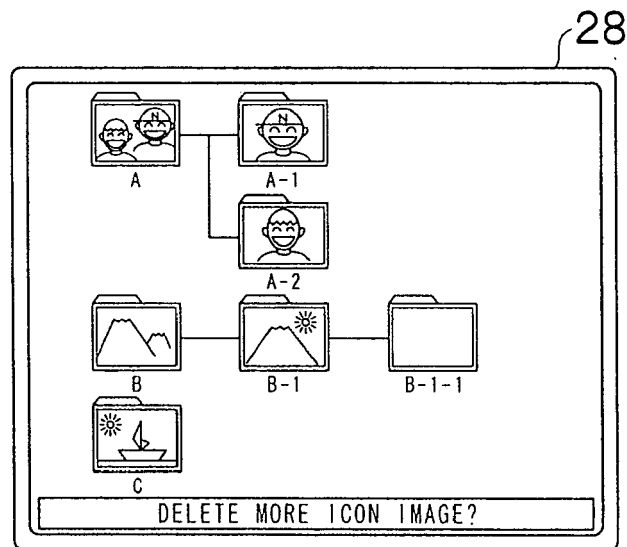 28
N
N
A
A-1
A-2
B
B-1
B-1-1
C
DELETE MORE ICON IMAGE?